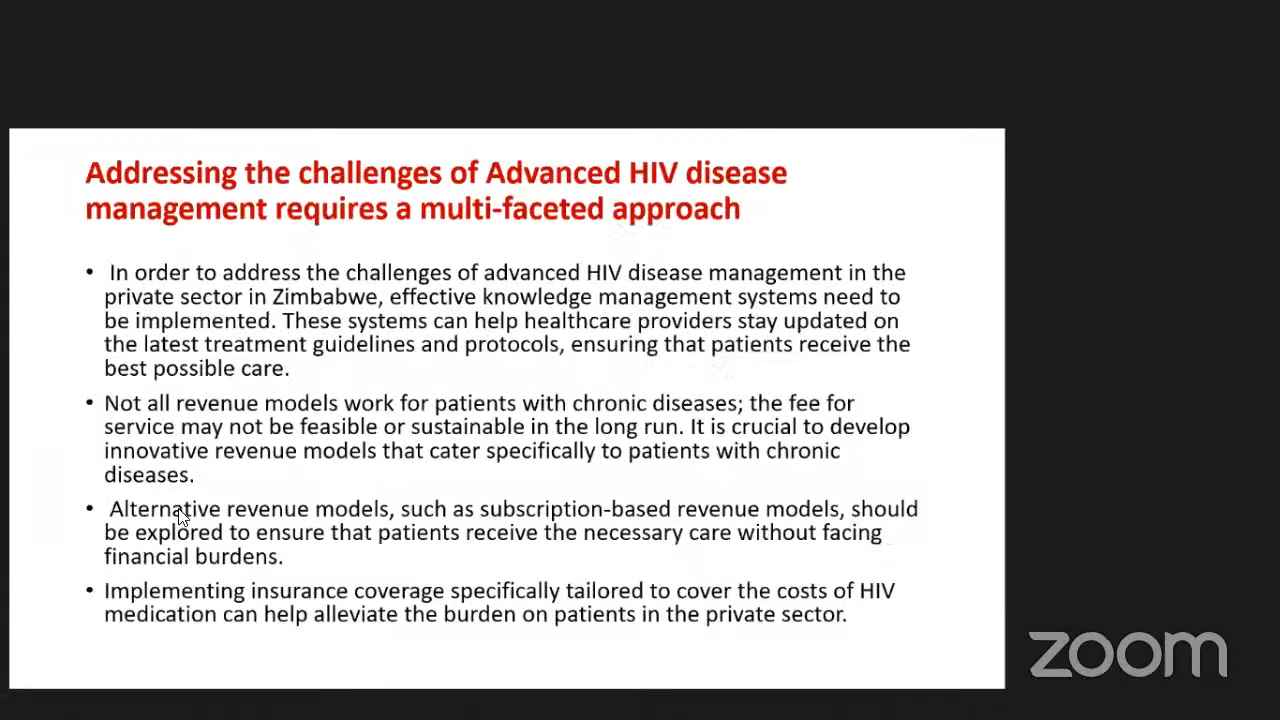 Addressing the challenges of Advanced HIV disease
management requires a multi-faceted approach
• In order to address the challenges of advanced HIV disease management in the
private sector in Zimbabwe, effective knowledge management systems need to
be implemented. These systems can help healthcare providers stay updated on
the latest treatment guidelines and protocols, ensuring that patients receive the
best possible care.
• Not all revenue models work for patients with chronic diseases; the fee for
service may not be feasible or sustainable in the long run. It is crucial to develop
innovative revenue models that cater specifically to patients with chronic
diseases.
• Alternative revenue models, such as subscription-based revenue models, should
be explored to ensure that patients receive the necessary care without facing
financial burdens.
• Implementing insurance coverage specifically tailored to cover the costs of HIV
medication can help alleviate the burden on patients in the private sector.
zoom